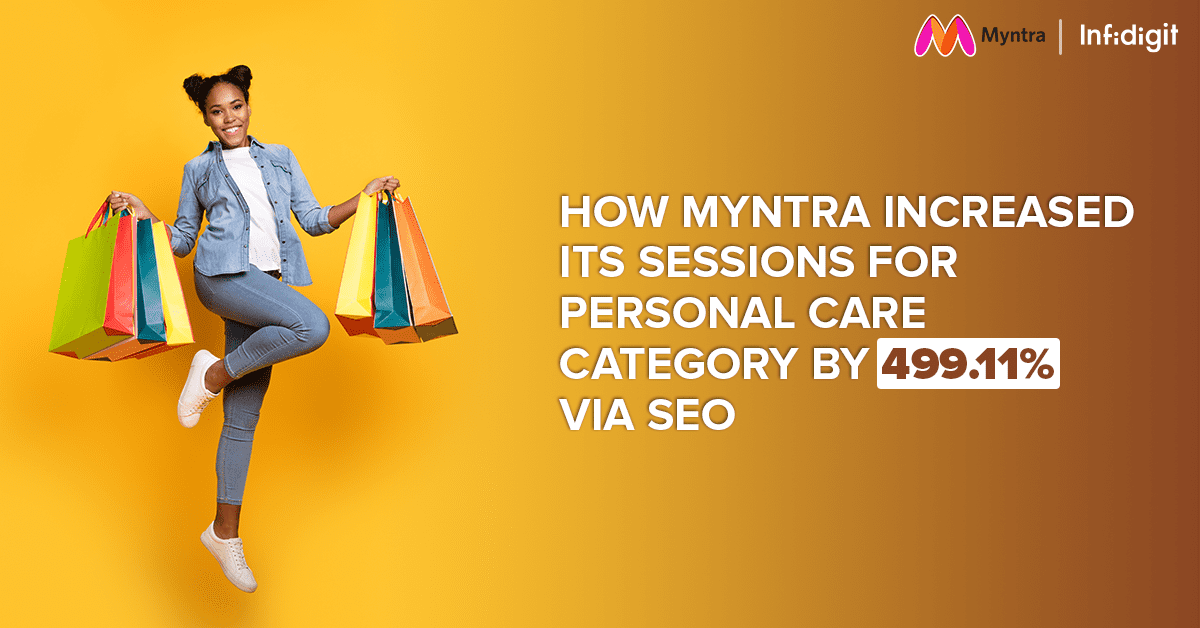 Myntra | Infidigit
HOW MYNTRA INCREASED
ITS SESSIONS FOR
PERSONAL CARE
CATEGORY BY 499.11%
VIA SEO